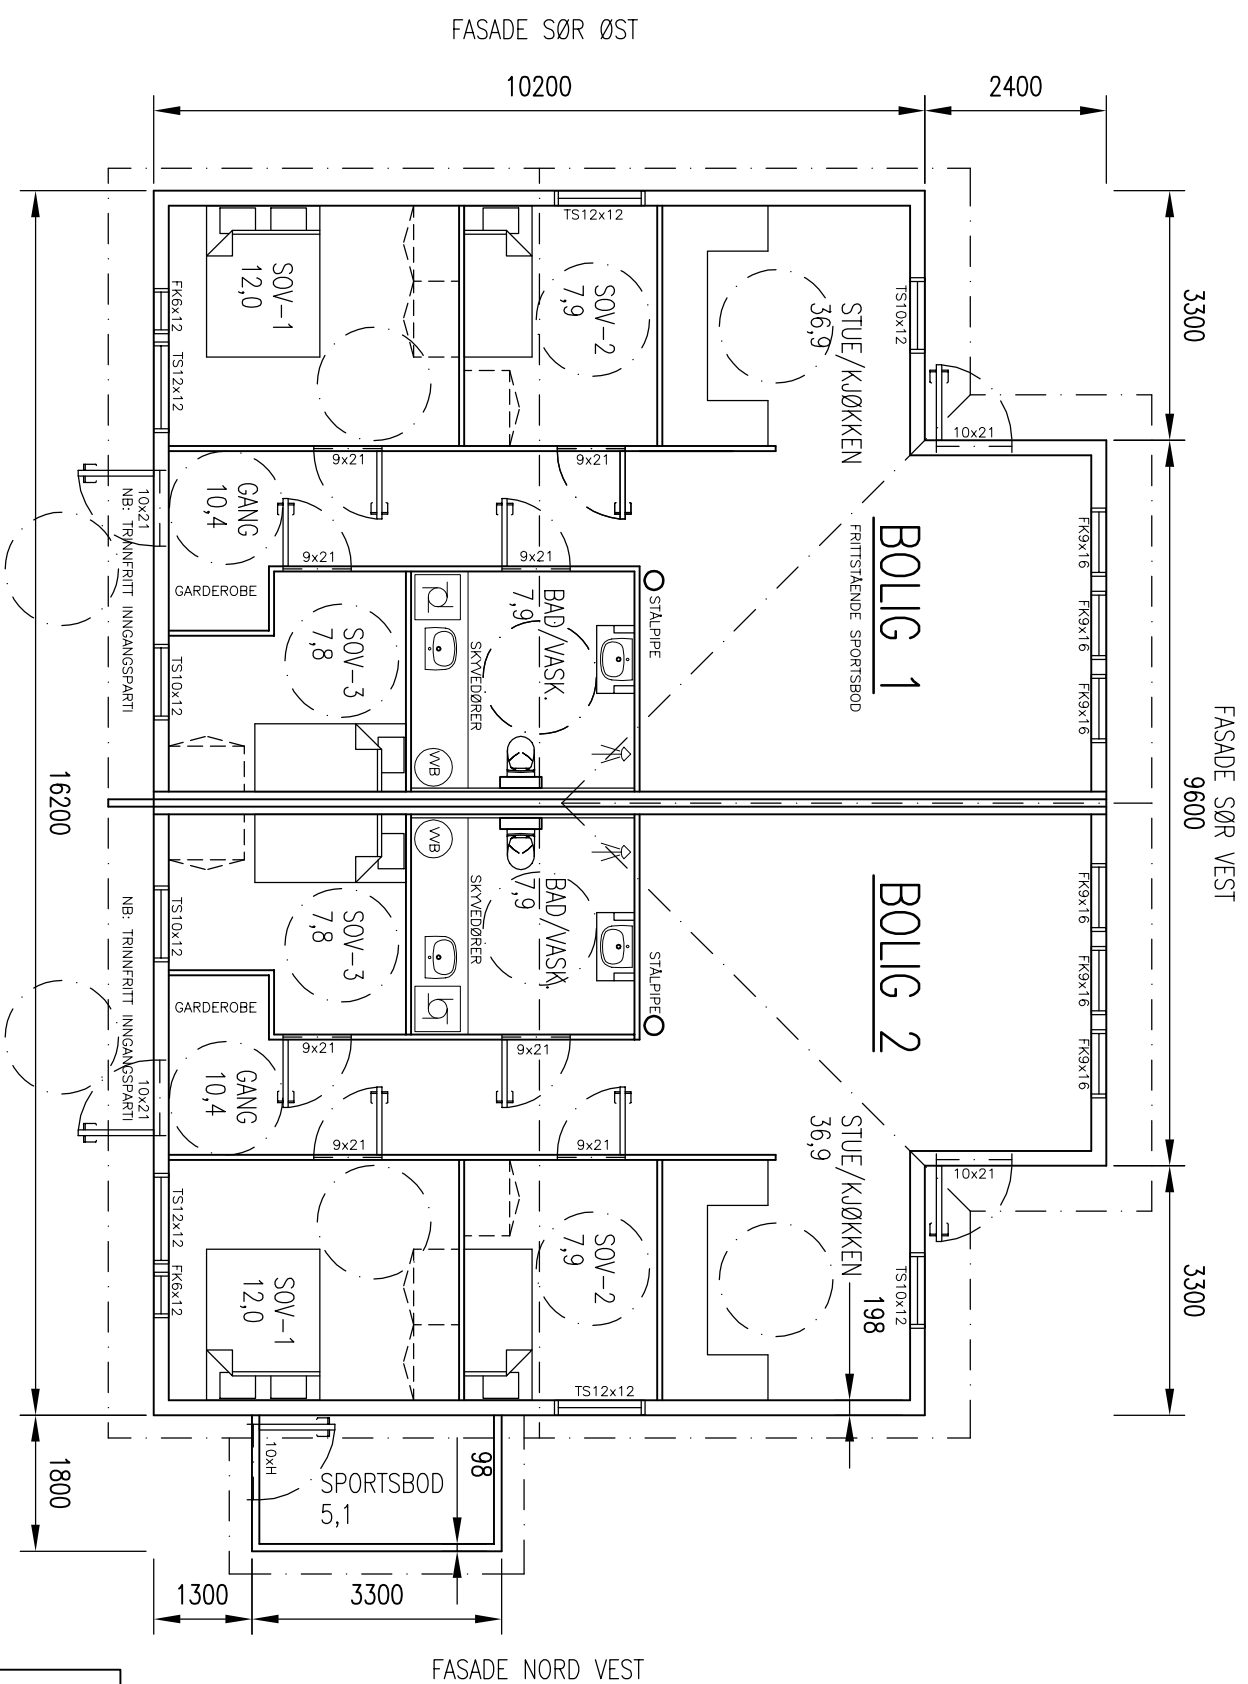 FASADE SØR ØST
10200
2400
3300
9600
3300
FASADE SØR VEST
TS12x12
SOV-1
12,0
SOV-2
7,9
STUE/KJØKKEN
36,9
TS10x12
FK6x12
TS12x12
9x21
9x21
10x21
10x21
NB: TRINNFRITT INNGANGSPARTI
GANG
10,4
GARDEROBE
9x21
9x21
BOLIG 1
FRITTSTÅENDE SPORTSBOD
FK9x16
FK9x16
FK9x16
STÅLPIPE
BAD/VASK.
7,9
SKYVEDØRER
SOV-3
7,8
TS10x12
VVB
16200
VVB
BAD/VASK.
7,9
SKYVEDØRER
SOV-3
7,8
TS10x12
NB: TRINNFRITT INNGANGSPARTI
10x21
GARDEROBE
GANG
10,4
9x21
9x21
STÅLPIPE
BOLIG 2
FK9x16
FK9x16
FK9x16
9x21
9x21
10x21
STUE/KJØKKEN
36,9
TS10x12
198
SOV-2
7,9
TS12x12
SOV-1
12,0
TS12x12
FK6x12
10xH
SPORTSBOD
5,1
98
1800
1300
3300
FASADE NORD VEST